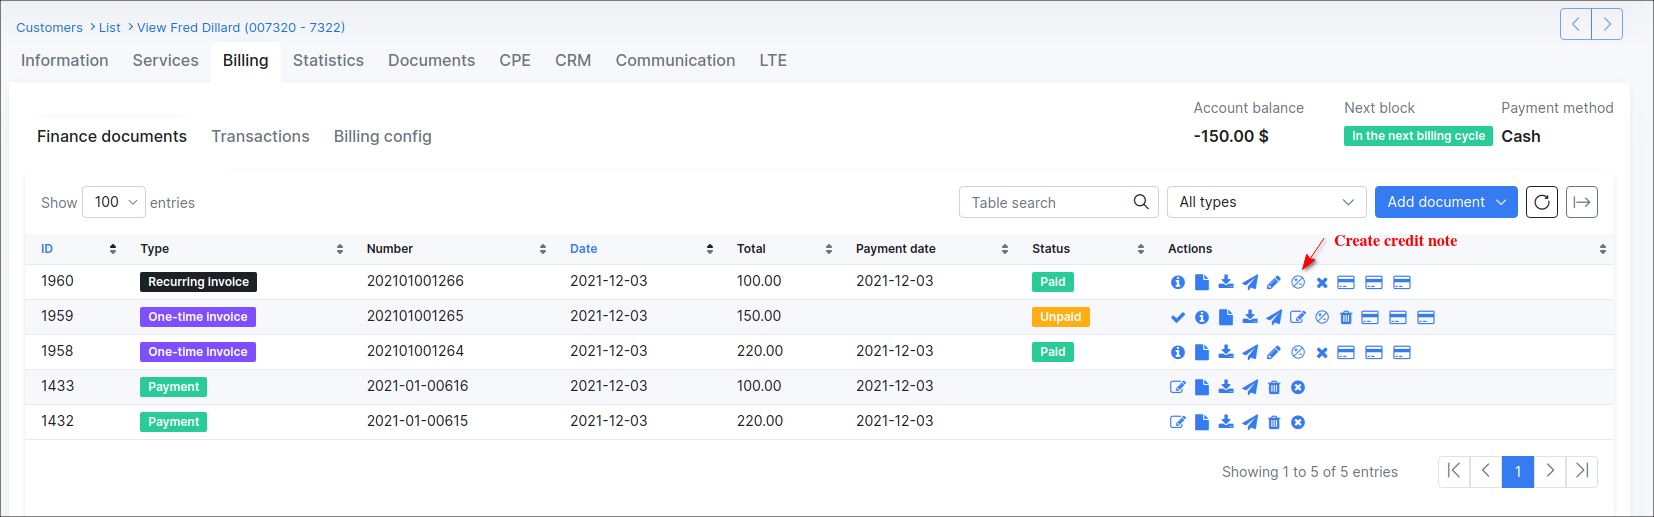 Customers > List > View Fred Dillard (007320 - 7322)
Information Services Billing Statistics Documents CPE CRM Communication LTE
Account balance Next block Payment method
-150.00 $ In the next billing cycle Cash
Finance documents Transactions Billing config
Show 100 entries Table search All types Add document
Create credit note
ID Type Number Date Total Payment date Status Actions
1960 Recurring invoice 202101001266 2021-12-03 100.00 2021-12-03 Paid
1959 One-time invoice 202101001265 2021-12-03 150.00 Unpaid
1958 One-time invoice 202101001264 2021-12-03 220.00 2021-12-03 Paid
1433 Payment 2021-01-00616 2021-12-03 100.00 2021-12-03
1432 Payment 2021-01-00615 2021-12-03 220.00 2021-12-03
Showing 1 to 5 of 5 entries 1